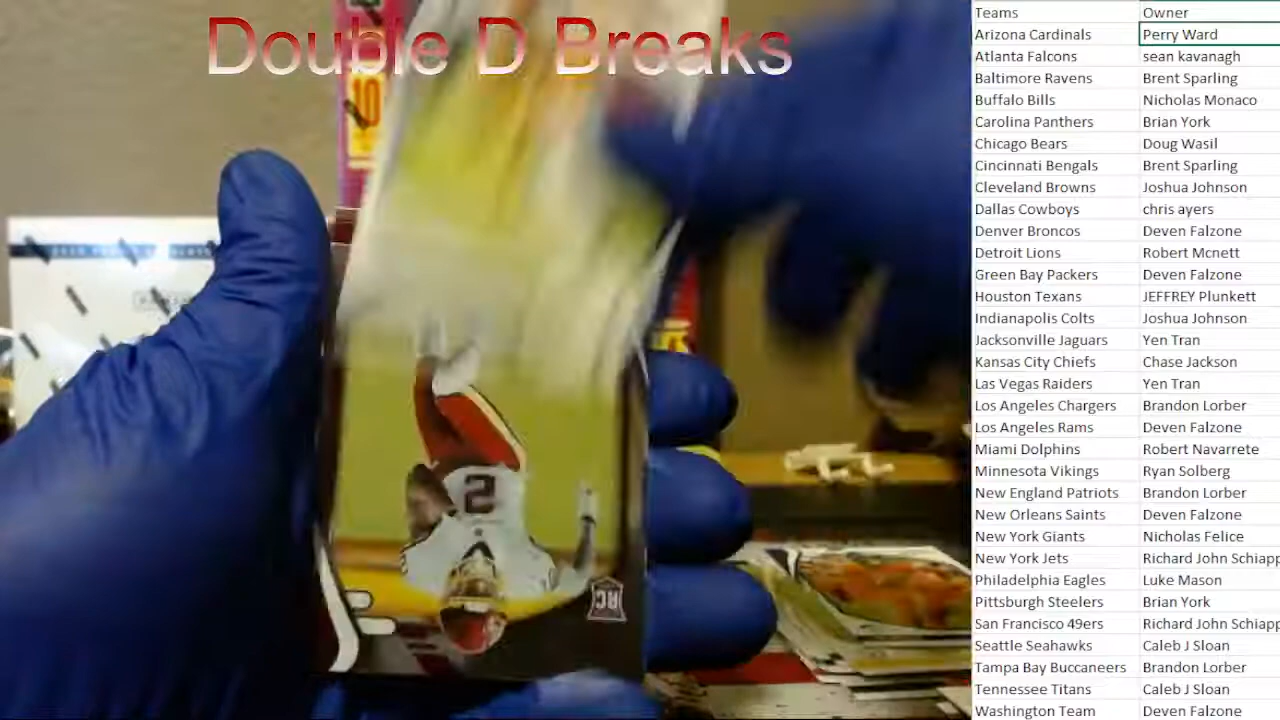 Double D Breaks
10
2
RC
Teams Owner
Arizona Cardinals Perry Ward
Atlanta Falcons sean kavanagh
Baltimore Ravens Brent Sparling
Buffalo Bills Nicholas Monaco
Carolina Panthers Brian York
Chicago Bears Doug Wasil
Cincinnati Bengals Brent Sparling
Cleveland Browns Joshua Johnson
Dallas Cowboys chris ayers
Denver Broncos Deven Falzone
Detroit Lions Robert Mcnett
Green Bay Packers Deven Falzone
Houston Texans JEFFREY Plunkett
Indianapolis Colts Joshua Johnson
Jacksonville Jaguars Yen Tran
Kansas City Chiefs Chase Jackson
Las Vegas Raiders Yen Tran
Los Angeles Chargers Brandon Lorber
Los Angeles Rams Deven Falzone
Miami Dolphins Robert Navarrete
Minnesota Vikings Ryan Solberg
New England Patriots Brandon Lorber
New Orleans Saints Deven Falzone
New York Giants Nicholas Felice
New York Jets Richard John Schiapp
Philadelphia Eagles Luke Mason
Pittsburgh Steelers Brian York
San Francisco 49ers Richard John Schiapp
Seattle Seahawks Caleb J Sloan
Tampa Bay Buccaneers Brandon Lorber
Tennessee Titans Caleb J Sloan
Washington Team Deven Falzone